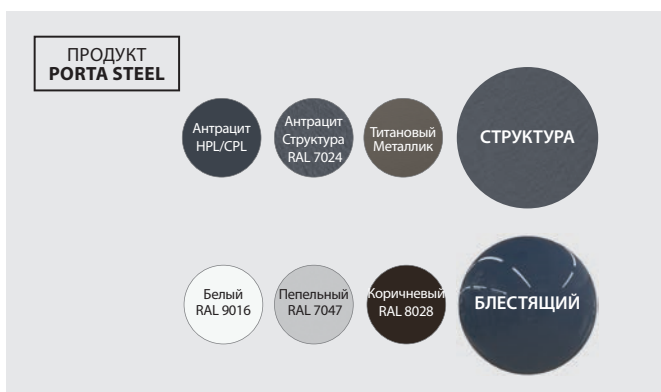 ПРОДУКТ
PORTA STEEL
Антрацит
HPL/CPL
Антрацит
Структура
RAL 7024
Титановый
Металлик
СТРУКТУРА
Белый
RAL 9016
Пепельный
RAL 7047
Коричневый
RAL 8028
БЛЕСТЯЩИЙ